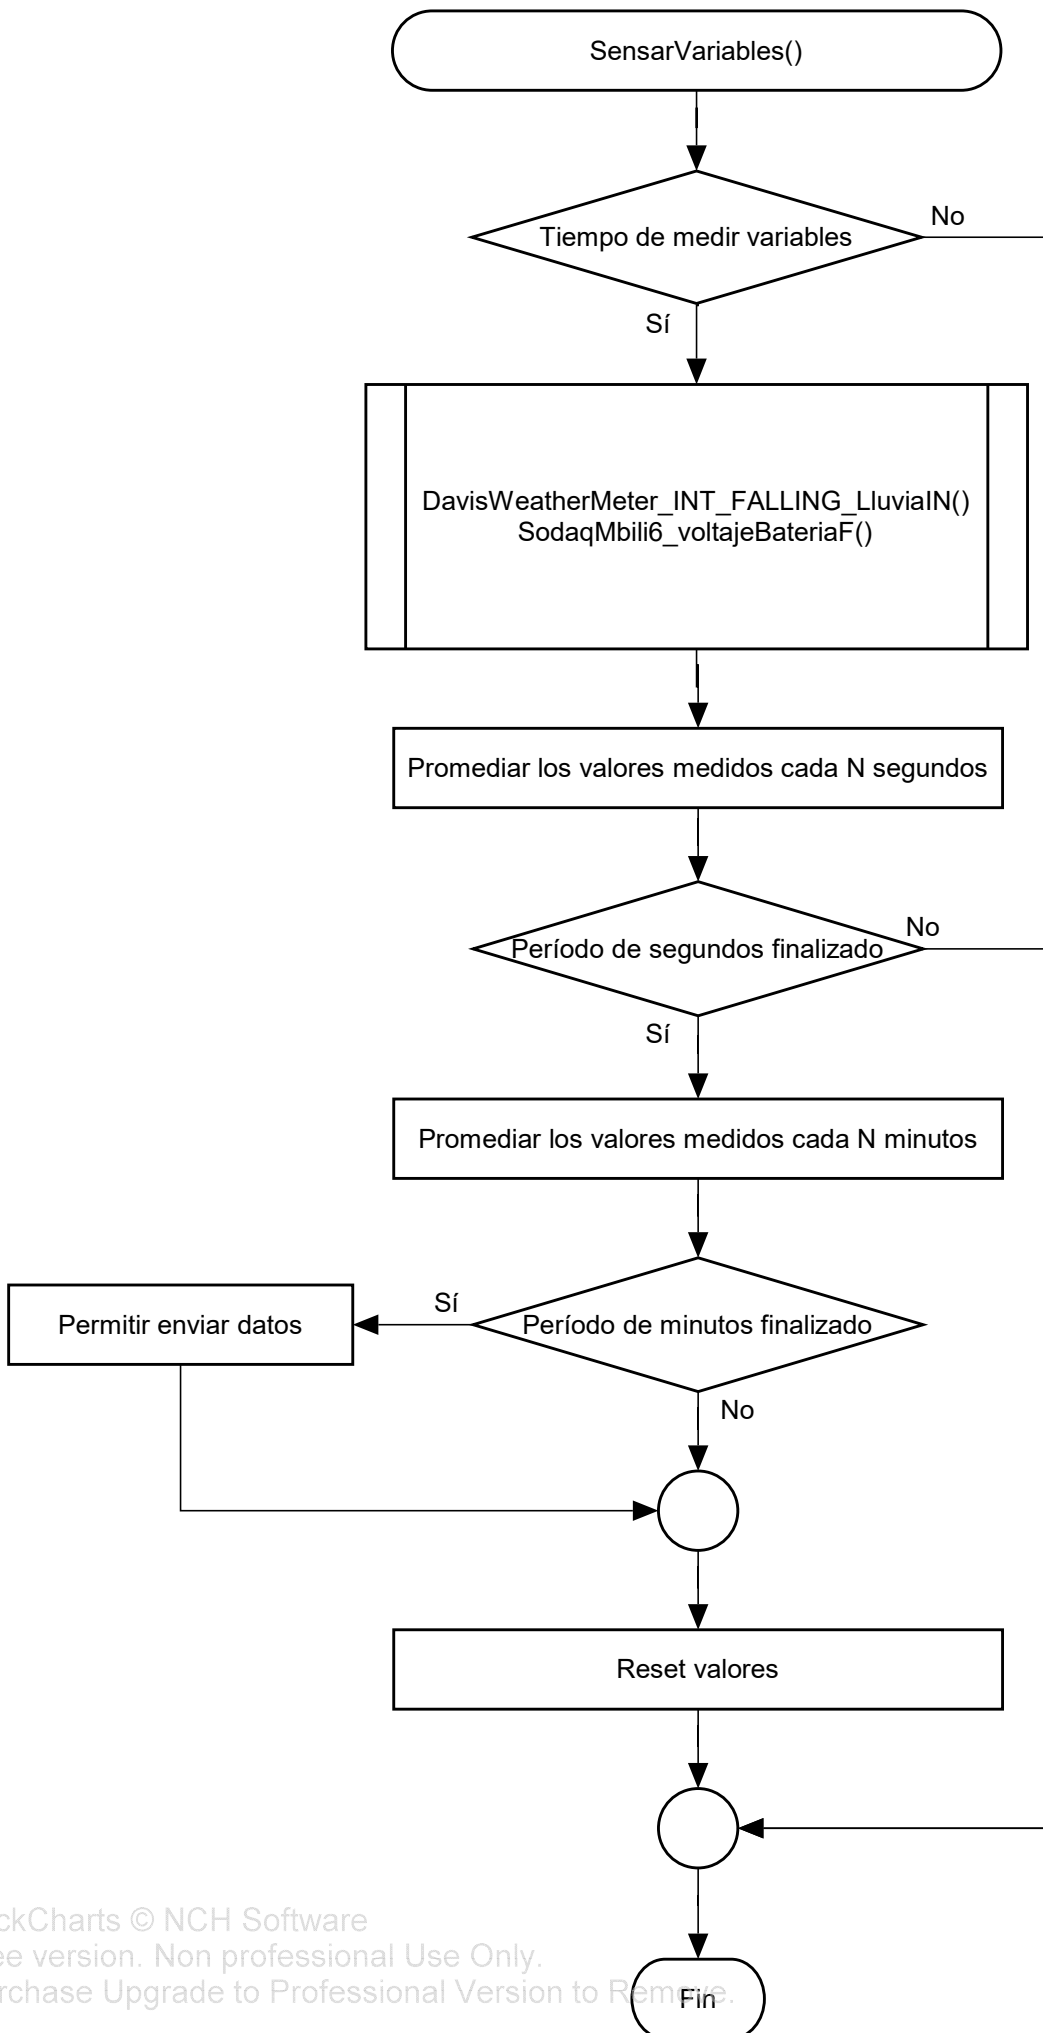 SensarVariables()
Tiempo de medir variables
No
Sí
DavisWeatherMeter_INT_FALLING_LluviaIN()
SodaqMbili6_voltajeBateriaF()
Promediar los valores medidos cada N segundos
Período de segundos finalizado
No
Sí
Promediar los valores medidos cada N minutos
Permitir enviar datos
Sí
Período de minutos finalizado
No
Reset valores
ckCharts © NCH Software
ee version. Non professional Use Only.
rchase Upgrade to Professional Version to Remove.
Fin